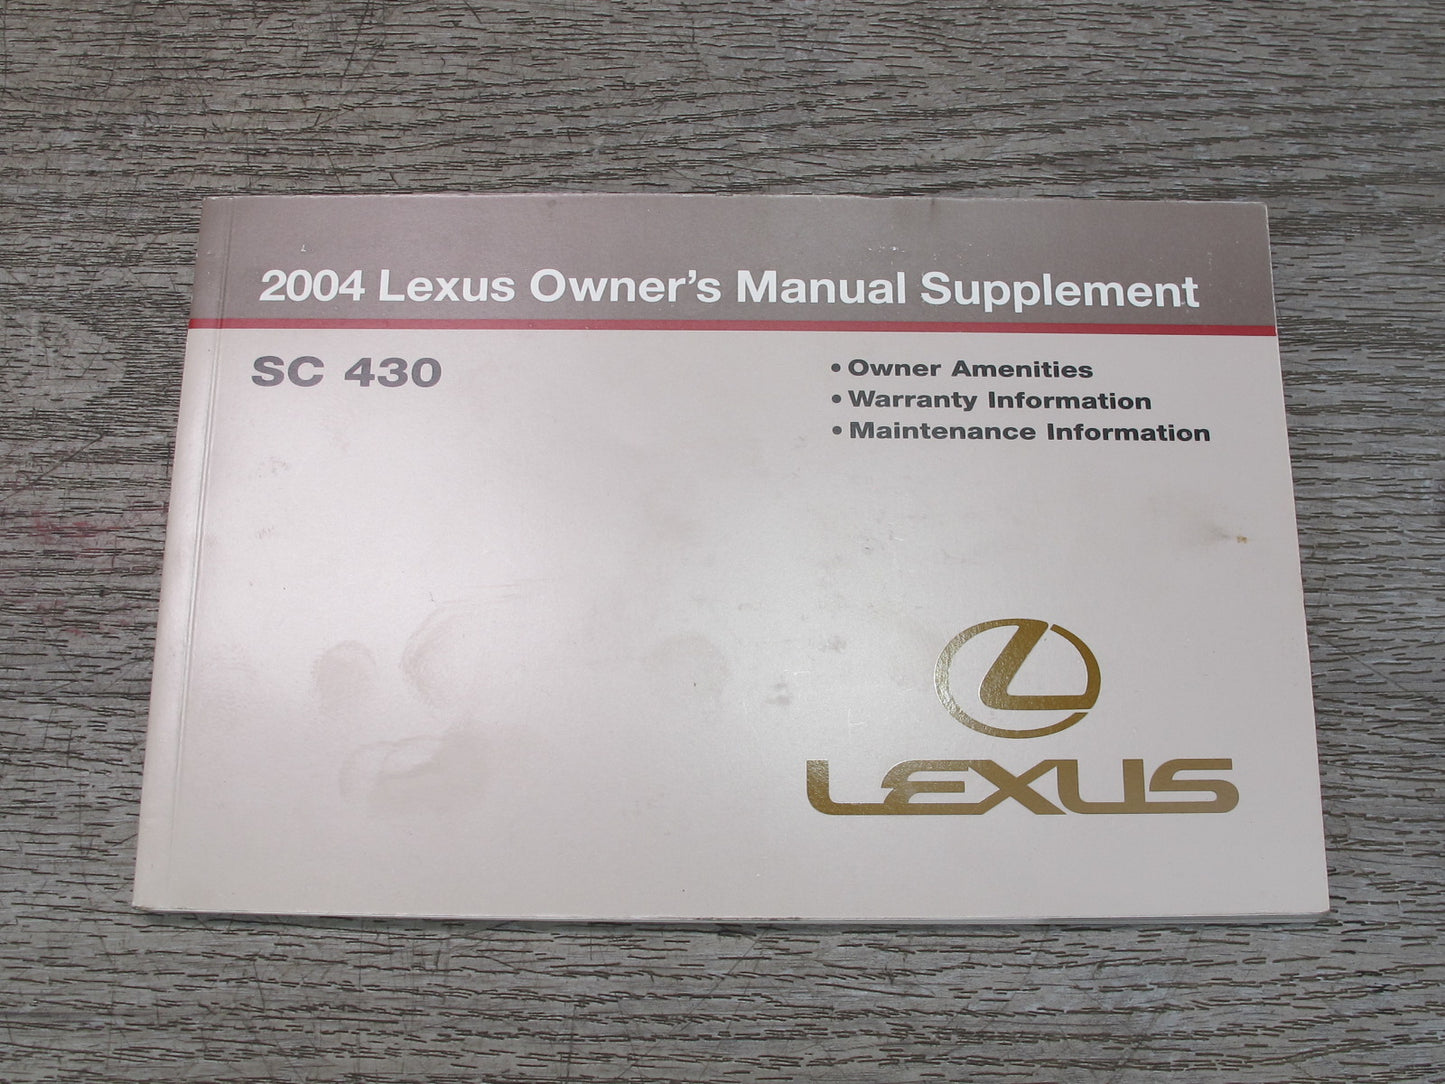 2004 Lexus Owner's Manual Supplement
SC 430
• Owner Amenities
• Warranty Information
• Maintenance Information
LEXUS